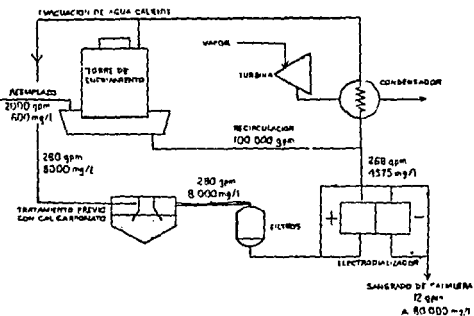 EVACUACION DE AGUA CALIENTE
TORRE DE
ENFRIAMIENTO
VAPOR
TURBINA
CONDENSADOR
REEMPLAZO
2000 gpm
600 mg/l
RECIRCULACION
100 000 gpm
280 gpm
8000 mg/l
280 gpm
8 000 mg/l
268 gpm
4375 mg/l
TRATAMIENTO PREVIO
CON CAL CARBONATO
FILTROS
+
-
ELECTRODIALIZADOR
SANGRADO DE SALMUERA
12 gpm
A 80 000 mg/l